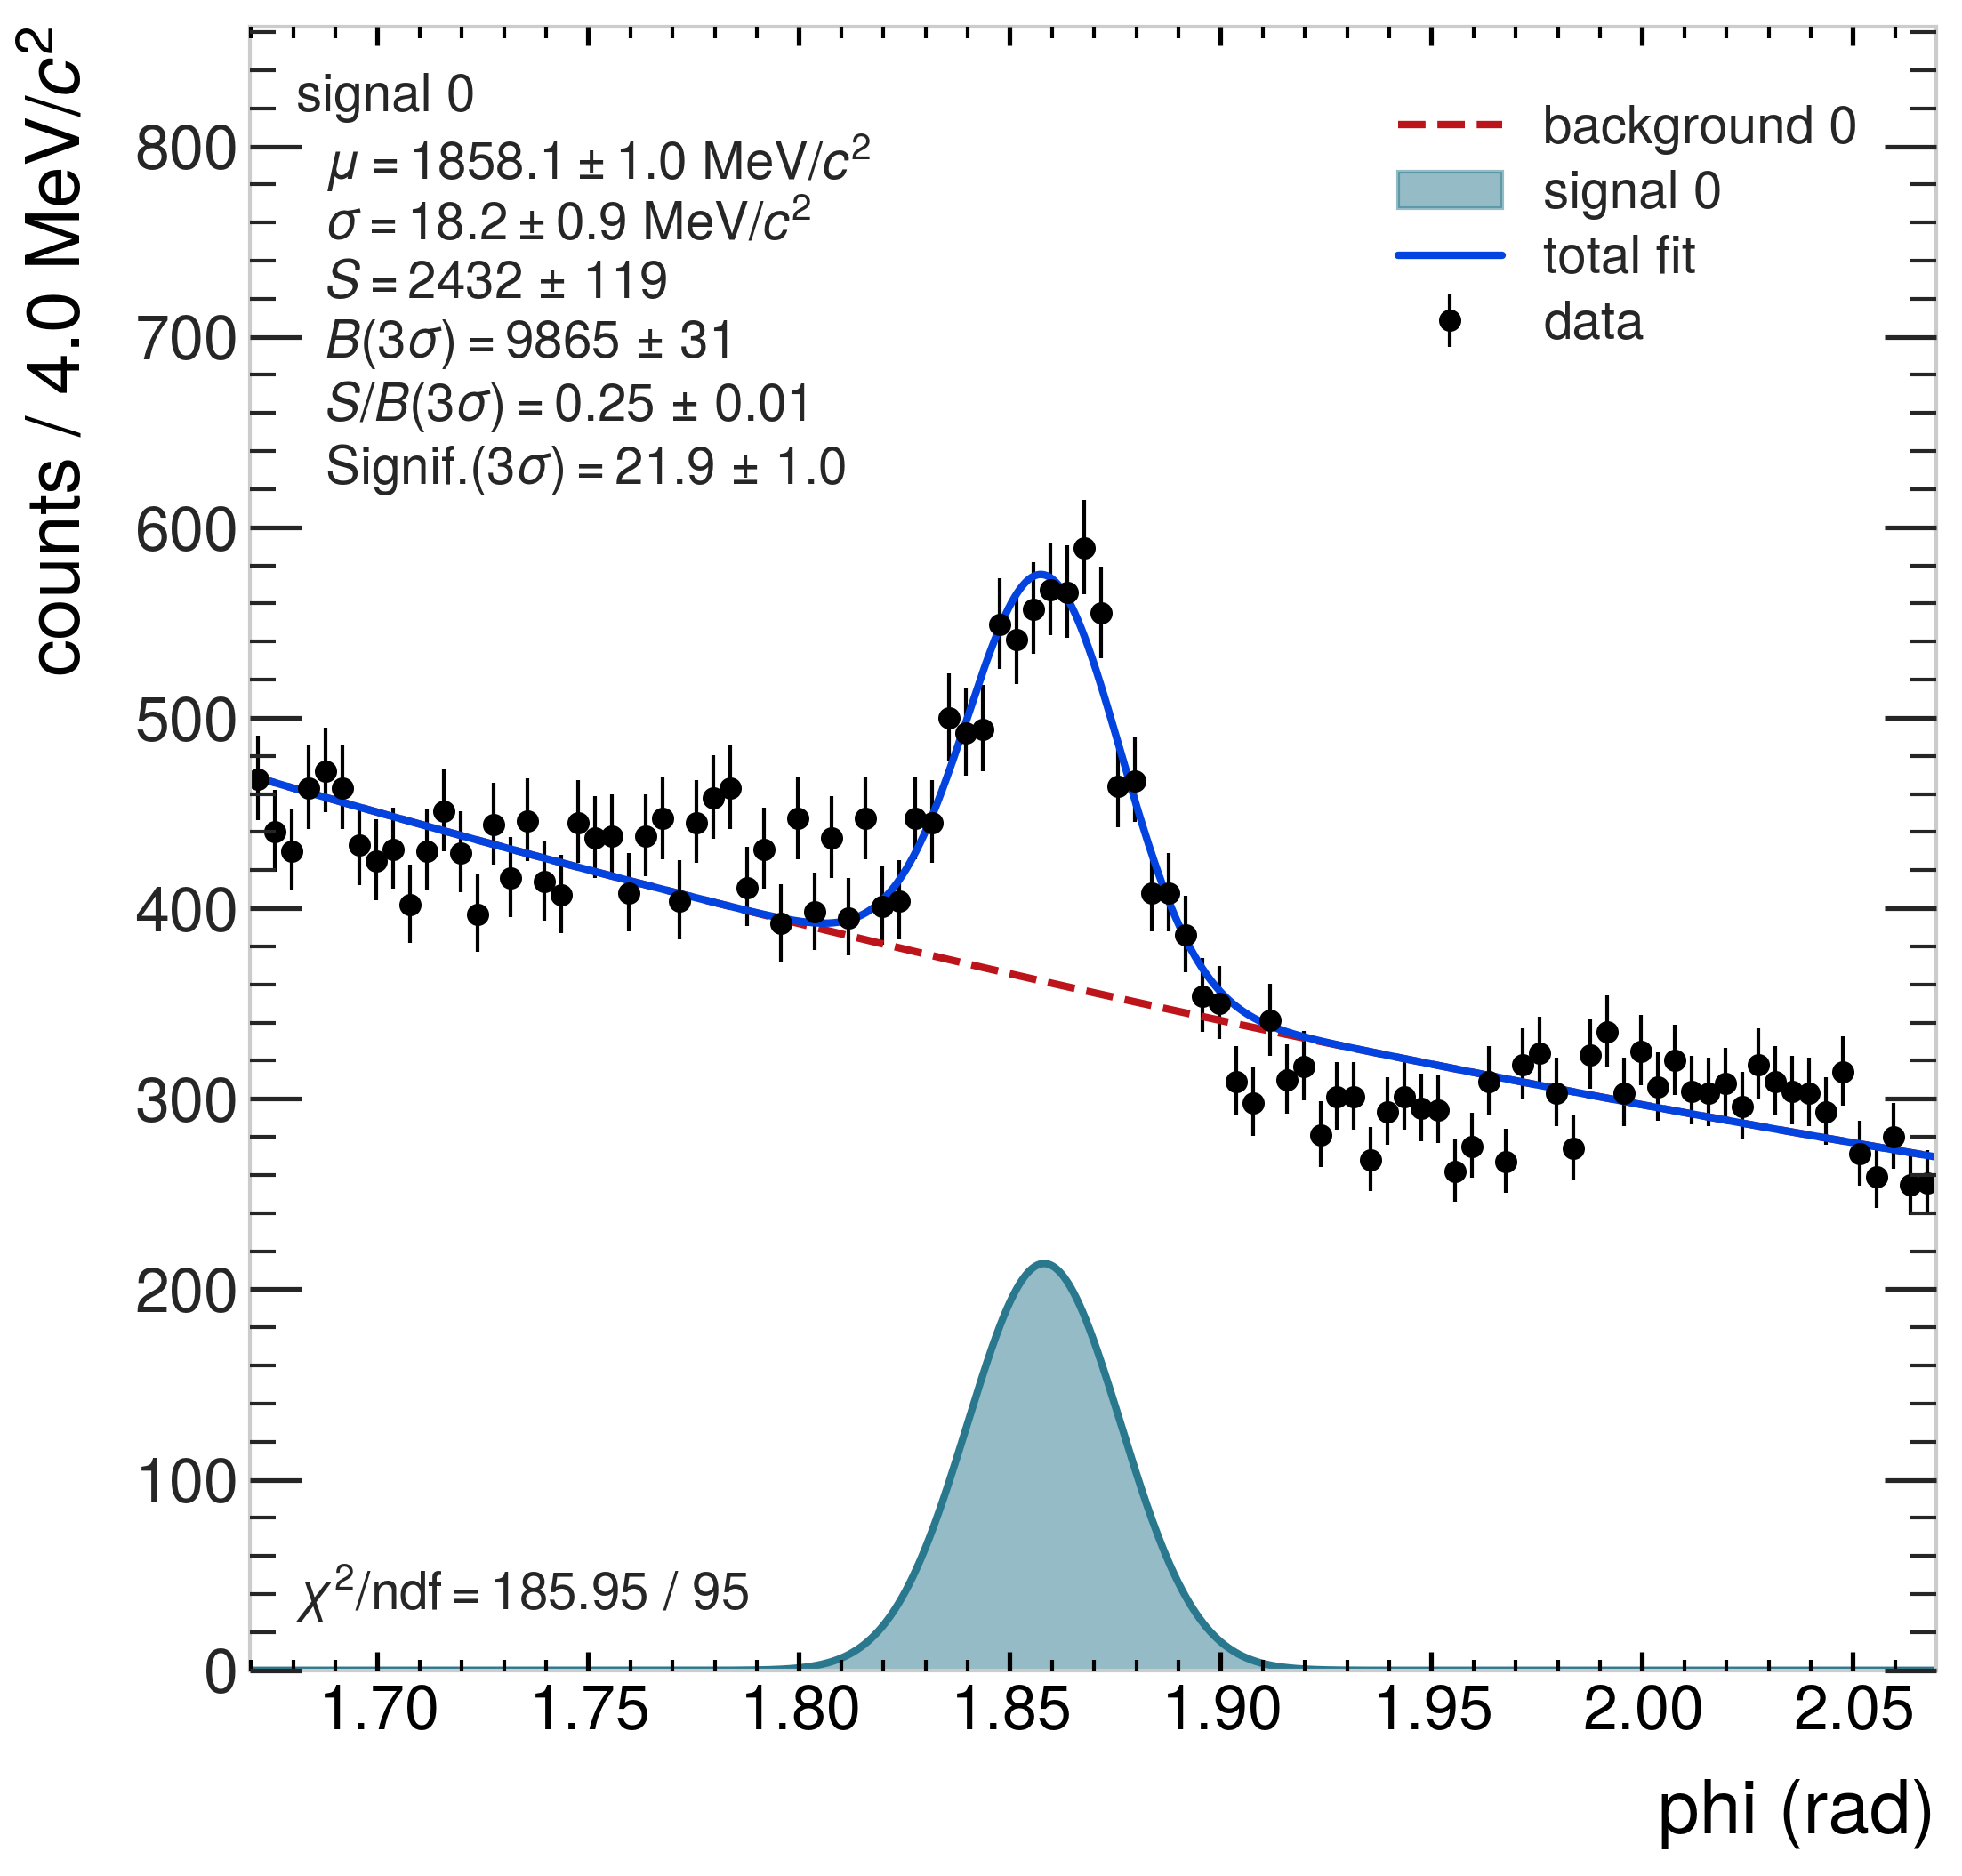 counts / 4.0 MeV//c²
signal 0
μ = 1858.1 ± 1.0 MeV/c²
σ = 18.2 ± 0.9 MeV/c²
S = 2432 ± 119
B(3σ) = 9865 ± 31
S/B(3σ) = 0.25 ± 0.01
Signif.(3σ) = 21.9 ± 1.0
background 0
signal 0
total fit
data
800
700
600
500
400
300
200
100
0
χ²/ndf = 185.95 / 95
1.70 1.75 1.80 1.85 1.90 1.95 2.00 2.05
phi (rad)